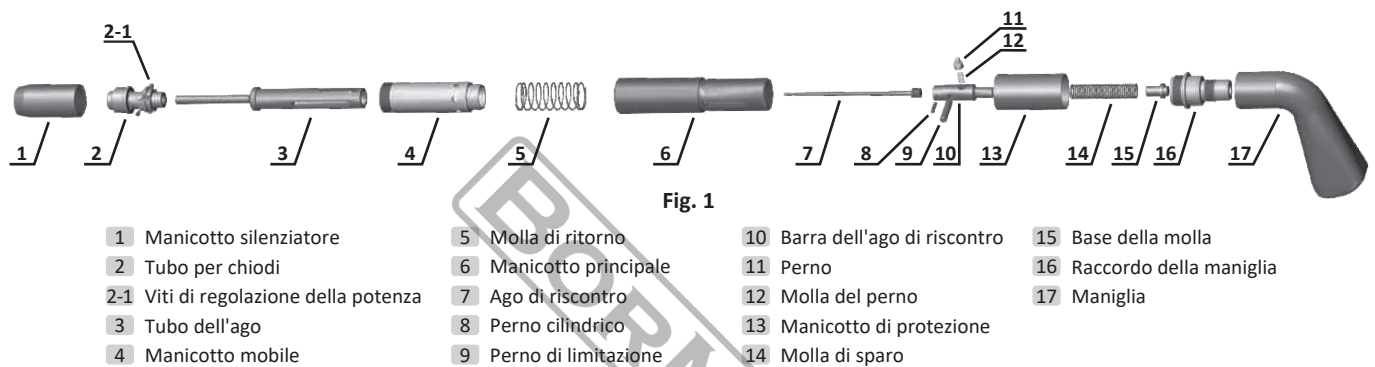 11
2-1
12
1
2
3
4
5
6
7
8
9
10
13
14
15
16
17
Fig. 1
1 Manicotto silenziatore
2 Tubo per chiodi
2-1 Viti di regolazione della potenza
3 Tubo dell'ago
4 Manicotto mobile
5 Molla di ritorno
6 Manicotto principale
7 Ago di riscontro
8 Perno cilindrico
9 Perno di limitazione
10 Barra dell'ago di riscontro
11 Perno
12 Molla del perno
13 Manicotto di protezione
14 Molla di sparo
15 Base della molla
16 Raccordo della maniglia
17 Maniglia